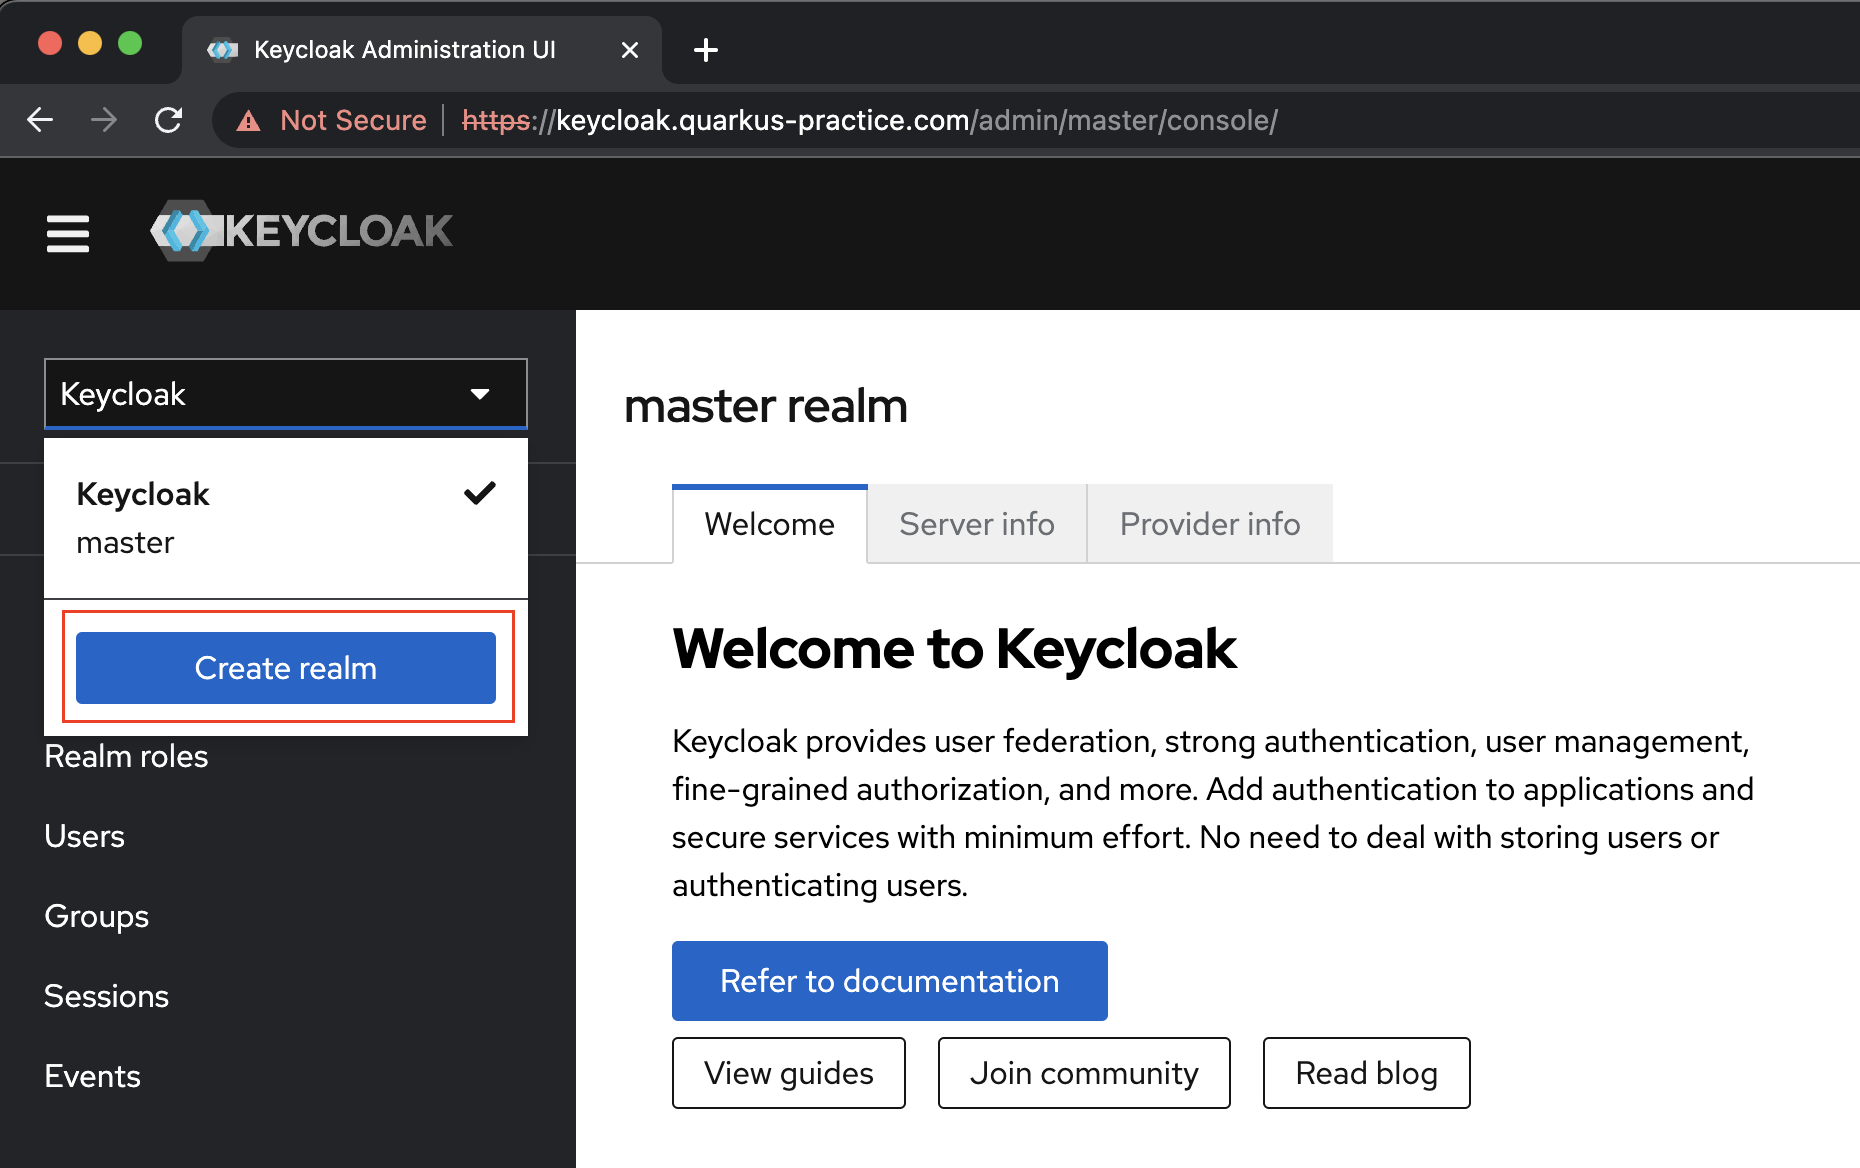 Keycloak Administration UI
Not Secure https://keycloak.quarkus-practice.com/admin/master/console/
KEYCLOAK
Keycloak
Keycloak
master
Create realm
Realm roles
Users
Groups
Sessions
Events
master realm
Welcome Server info Provider info
Welcome to Keycloak
Keycloak provides user federation, strong authentication, user management,
fine-grained authorization, and more. Add authentication to applications and
secure services with minimum effort. No need to deal with storing users or
authenticating users.
Refer to documentation
View guides Join community Read blog